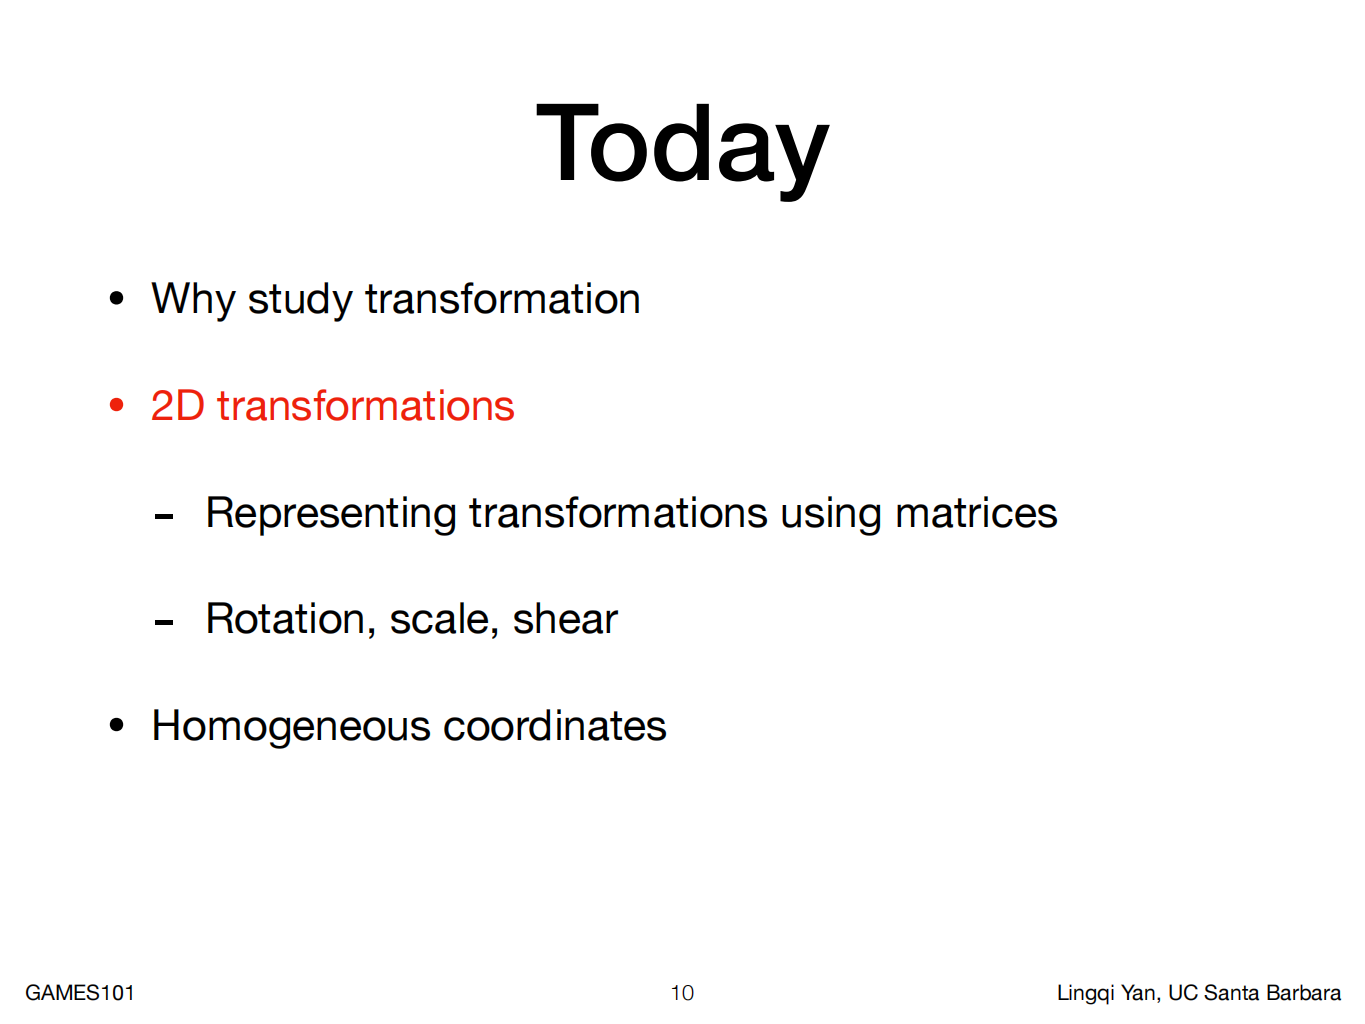 Today
• Why study transformation
• 2D transformations
- Representing transformations using matrices
- Rotation, scale, shear
• Homogeneous coordinates
GAMES101
10
Lingqi Yan, UC Santa Barbara